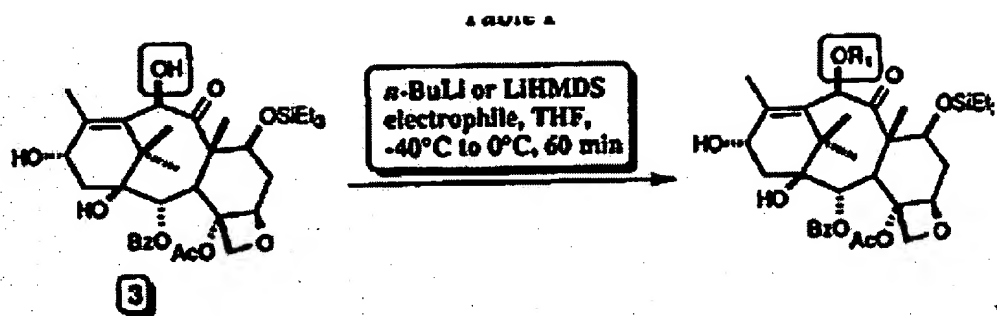 Table I
OH
O
OSiEt₃
HO
HO
BzO
AcO
O
3
n-BuLi or LiHMDS
electrophile, THF,
-40°C to 0°C, 60 min
OR₁
O
OSiEt₃
HO
HO
BzO
AcO
O